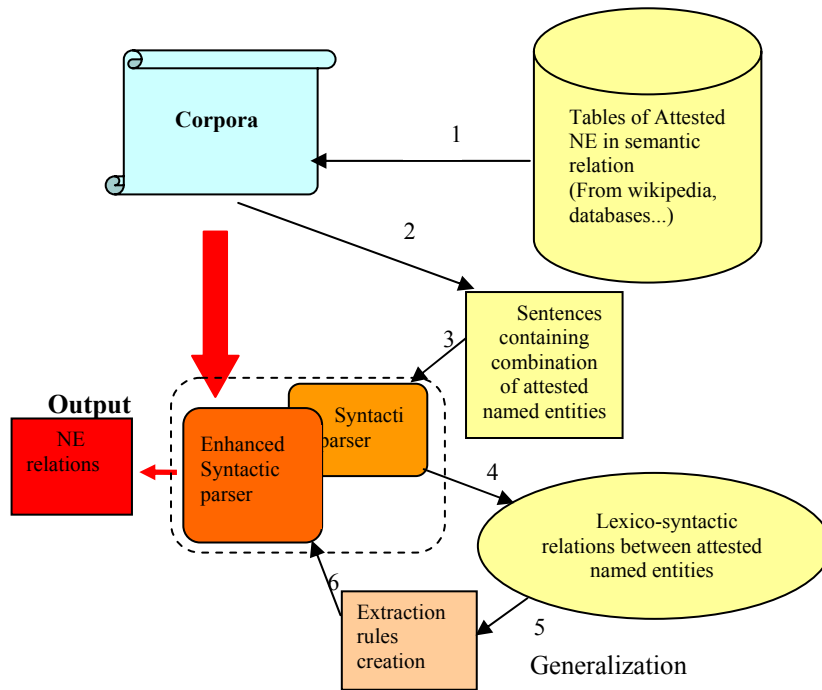 Corpora
Tables of Attested
NE in semantic
relation
(From wikipedia,
databases...)
1
2
Sentences
containing
combination
of attested
named entities
3
Output
NE
relations
Enhanced
Syntactic
parser
Syntacti
parser
4
Lexico-syntactic
relations between attested
named entities
5
6
Extraction
rules
creation
Generalization